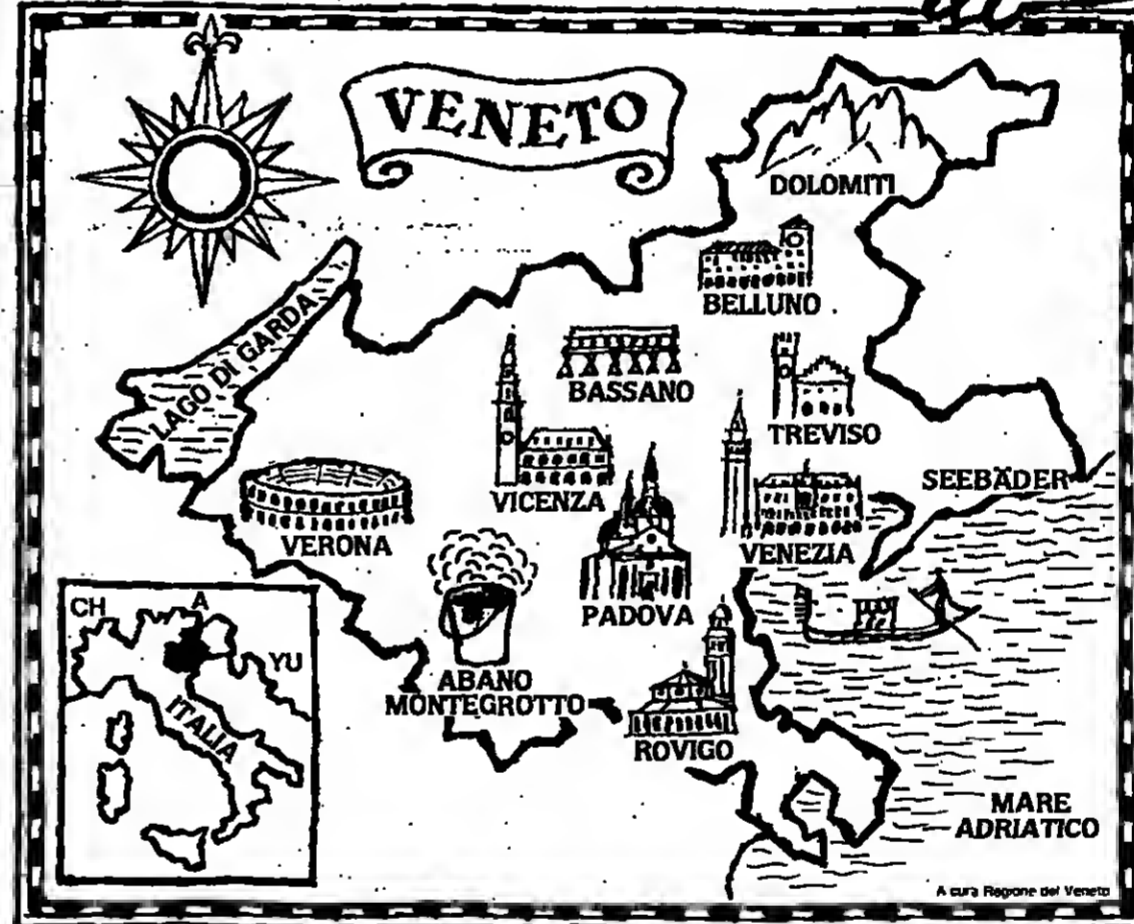 VENETO
DOLOMITI
BELLUNO
LAGO DI GARDA
BASSANO
TREVISO
VICENZA
SEEBÄDER
VERONA
VENEZIA
PADOVA
CH
A
YU
ITALIA
ABANO
MONTEGROTTO
ROVIGO
MARE
ADRIATICO
A cura Regione del Veneto